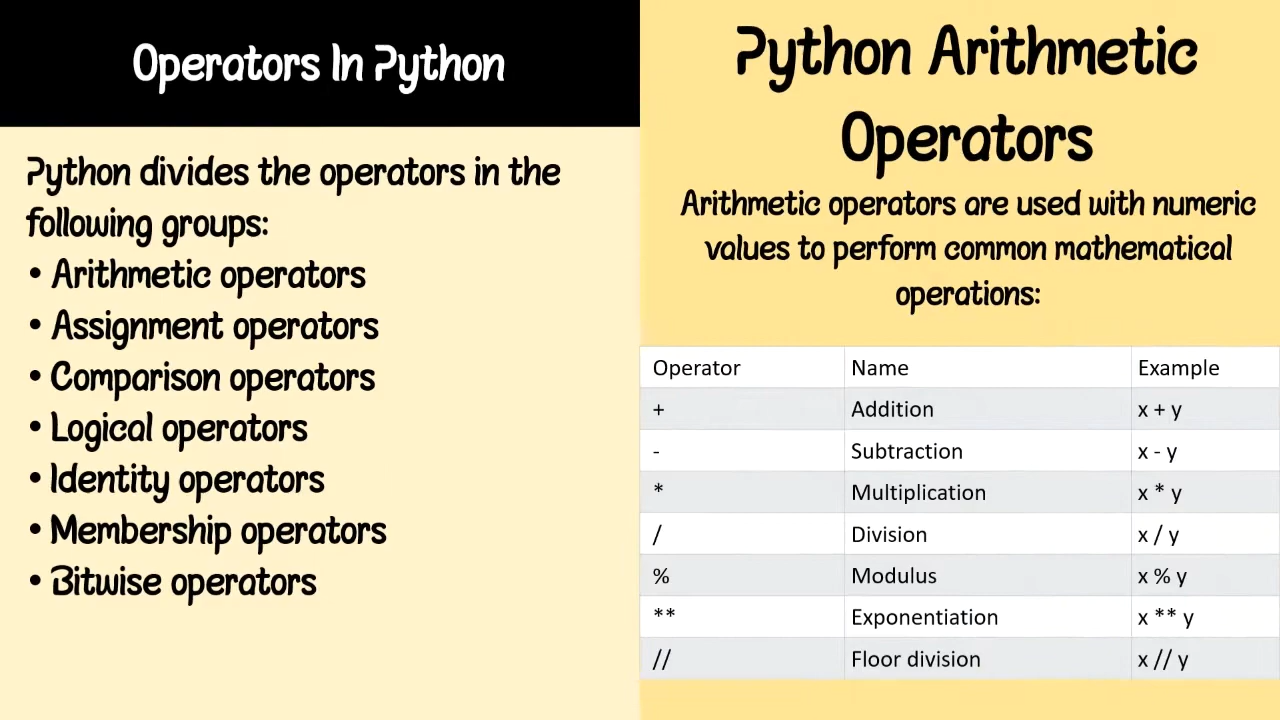 Operators In Python
Python divides the operators in the
following groups:
• Arithmetic operators
• Assignment operators
• Comparison operators
• Logical operators
• Identity operators
• Membership operators
• Bitwise operators
Python Arithmetic
Operators
Arithmetic operators are used with numeric
values to perform common mathematical
operations:
Operator Name Example
+ Addition x + y
- Subtraction x - y
* Multiplication x * y
/ Division x / y
% Modulus x % y
** Exponentiation x ** y
// Floor division x // y